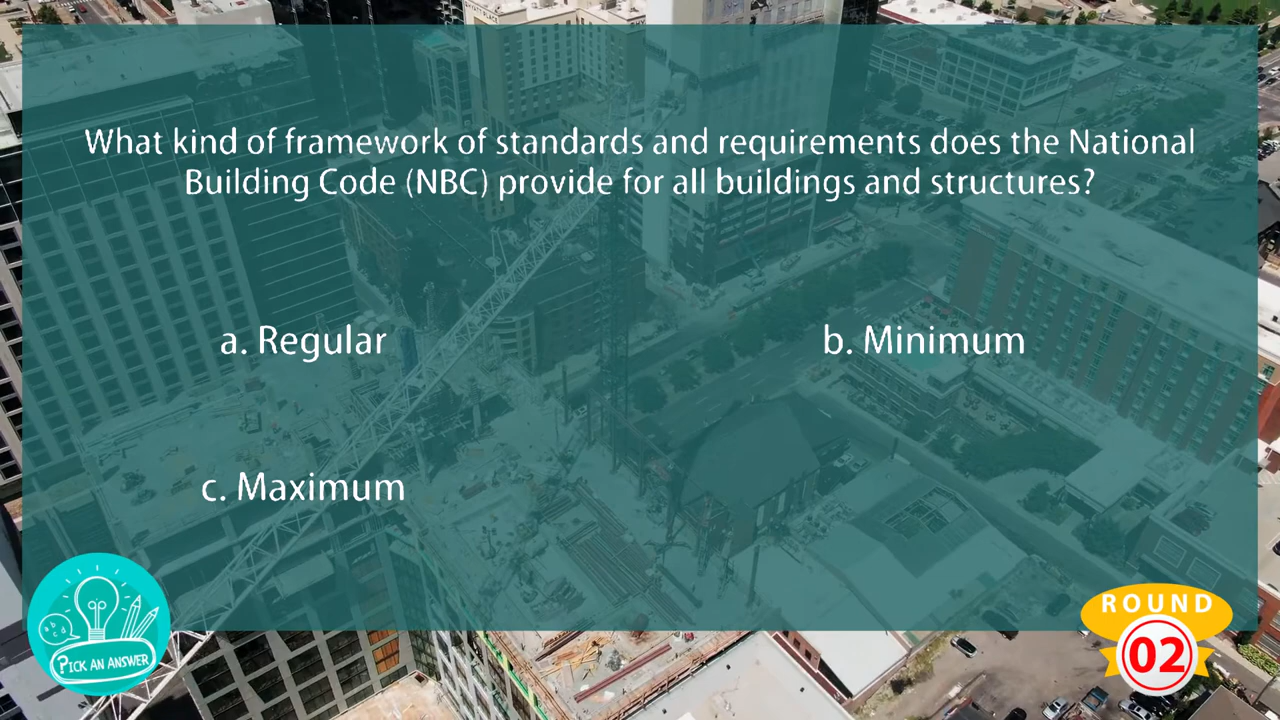 What kind of framework of standards and requirements does the National
Building Code (NBC) provide for all buildings and structures?
a. Regular
b. Minimum
c. Maximum
a b c d
PICK AN ANSWER
ROUND
02